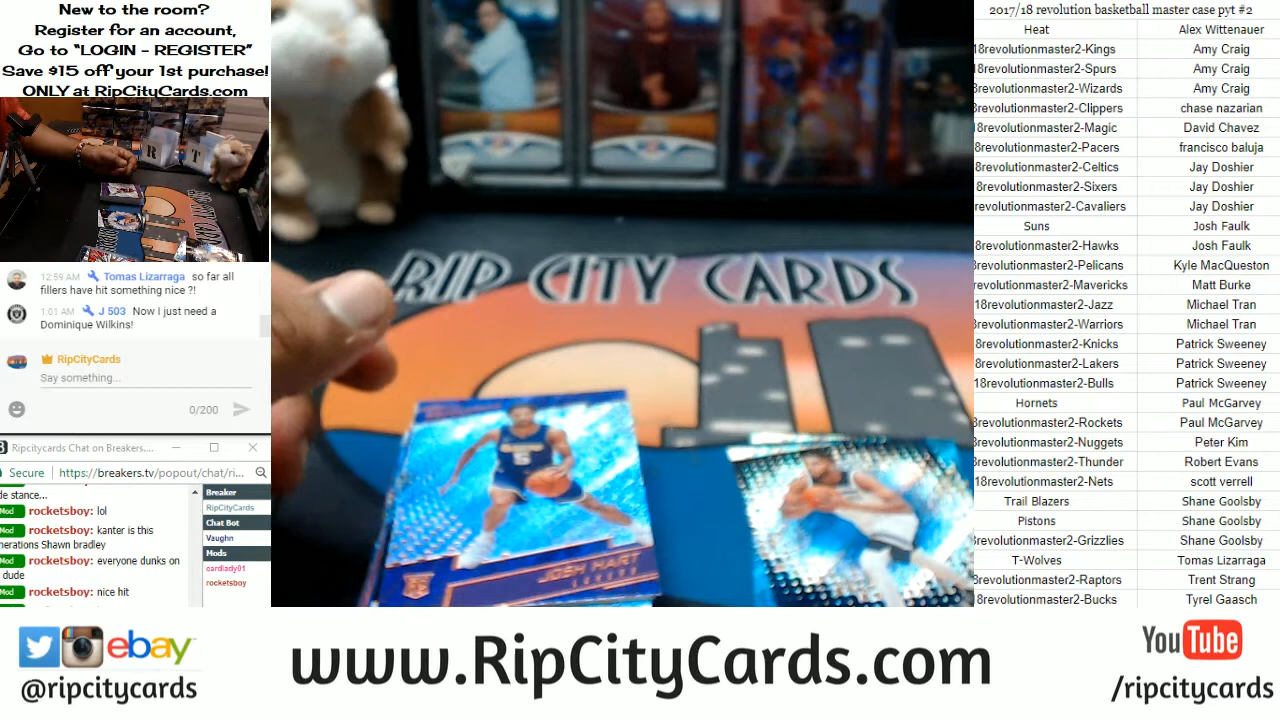 New to the room?
Register for an account,
Go to “LOGIN - REGISTER”
Save $15 off your 1st purchase!
ONLY at RipCityCards.com
R T
12:59 AM Tomas Lizarraga so far all
fillers have hit something nice ?!
1:01 AM J 503 Now I just need a
Dominique Wilkins!
RipCityCards
Say something...
0/200
Ripcitycards Chat on Breakers....
Secure https://breakers.tv/popout/chat/ri...
de stance...
rocketsboy: lol
rocketsboy: kanter is this
nerations Shawn bradley
rocketsboy: everyone dunks on
dude
rocketsboy: nice hit
Breaker
RipCityCards
Chat Bot
Vaughn
Mods
cardlady01
rocketsboy
RIP CITY CARDS
5
JOSH HART
LAKERS
2017/18 revolution basketball master case pyt #2
Heat Alex Wittenauer
18revolutionmaster2-Kings Amy Craig
8revolutionmaster2-Spurs Amy Craig
8revolutionmaster2-Wizards Amy Craig
8revolutionmaster2-Clippers chase nazarian
8revolutionmaster2-Magic David Chavez
8revolutionmaster2-Pacers francisco baluja
8revolutionmaster2-Celtics Jay Doshier
8revolutionmaster2-Sixers Jay Doshier
revolutionmaster2-Cavaliers Jay Doshier
Suns Josh Faulk
8revolutionmaster2-Hawks Josh Faulk
8revolutionmaster2-Pelicans Kyle MacQueston
revolutionmaster2-Mavericks Matt Burke
18revolutionmaster2-Jazz Michael Tran
8revolutionmaster2-Warriors Michael Tran
8revolutionmaster2-Knicks Patrick Sweeney
8revolutionmaster2-Lakers Patrick Sweeney
18revolutionmaster2-Bulls Patrick Sweeney
Hornets Paul McGarvey
8revolutionmaster2-Rockets Paul McGarvey
8revolutionmaster2-Nuggets Peter Kim
8revolutionmaster2-Thunder Robert Evans
18revolutionmaster2-Nets scott verrell
Trail Blazers Shane Goolsby
Pistons Shane Goolsby
8revolutionmaster2-Grizzlies Shane Goolsby
T-Wolves Tomas Lizarraga
8revolutionmaster2-Raptors Trent Strang
8revolutionmaster2-Bucks Tyrel Gaasch
ebay
@ripcitycards
www.RipCityCards.com
YouTube
/ripcitycards